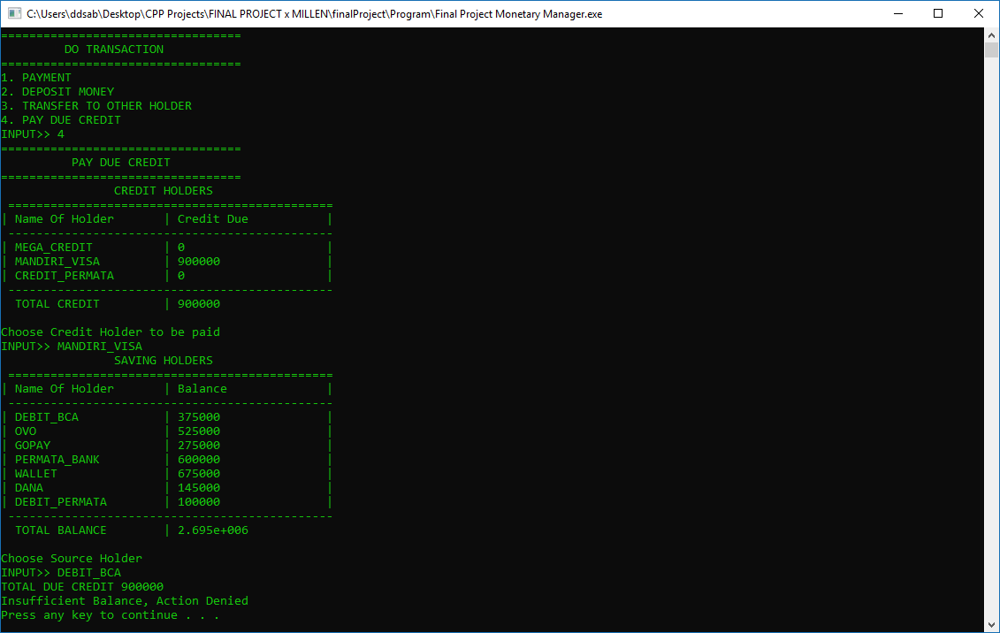 C:\Users\ddsab\Desktop\CPP Projects\FINAL PROJECT x MILLEN\finalProject\Program\Final Project Monetary Manager.exe
==================================
         DO TRANSACTION
==================================
1. PAYMENT
2. DEPOSIT MONEY
3. TRANSFER TO OTHER HOLDER
4. PAY DUE CREDIT
INPUT>> 4
==================================
          PAY DUE CREDIT
==================================
                CREDIT HOLDERS
 ==============================================
| Name Of Holder       | Credit Due           |
 ----------------------------------------------
| MEGA_CREDIT          | 0                    |
| MANDIRI_VISA         | 900000               |
| CREDIT_PERMATA       | 0                    |
 ----------------------------------------------
  TOTAL CREDIT         | 900000

Choose Credit Holder to be paid
INPUT>> MANDIRI_VISA
                SAVING HOLDERS
 ==============================================
| Name Of Holder       | Balance              |
 ----------------------------------------------
| DEBIT_BCA            | 375000               |
| OVO                  | 525000               |
| GOPAY                | 275000               |
| PERMATA_BANK         | 600000               |
| WALLET               | 675000               |
| DANA                 | 145000               |
| DEBIT_PERMATA        | 100000               |
 ----------------------------------------------
  TOTAL BALANCE        | 2.695e+006

Choose Source Holder
INPUT>> DEBIT_BCA
TOTAL DUE CREDIT 900000
Insufficient Balance, Action Denied
Press any key to continue . . .